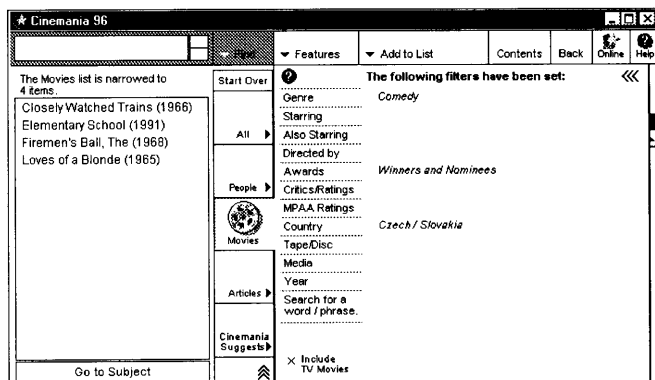 Cinemania 96
Find
Features
Add to List
Contents
Back
Online
Help
The Movies list is narrowed to
4 items.
Closely Watched Trains (1966)
Elementary School (1991)
Firemen's Ball, The (1968)
Loves of a Blonde (1965)
Go to Subject
Start Over
All
People
Movies
Articles
Cinemania
Suggests
?
The following filters have been set:
Genre
Comedy
Starring
Also Starring
Directed by
Awards
Winners and Nominees
Critics/Ratings
MPAA Ratings
Country
Czech / Slovakia
Tape/Disc
Media
Year
Search for a
word / phrase.
Include
TV Movies